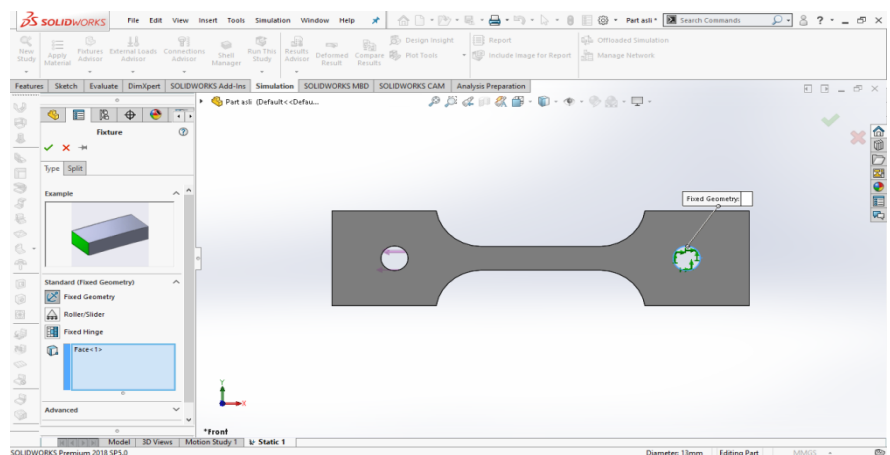 SOLIDWORKS File Edit View Insert Tools Simulation Window Help Part asli * Search Commands
New Study Apply Material Fixtures Advisor External Loads Advisor Connections Advisor Shell Manager Run This Study Results Advisor Deformed Result Compare Results Design Insight Plot Tools Report Include Image for Report Offloaded Simulation Manage Network
Features Sketch Evaluate DimXpert SOLIDWORKS Add-Ins Simulation SOLIDWORKS MBD SOLIDWORKS CAM Analysis Preparation
Part asli (Default<<Defau...
Fixture
Type Split
Example
Fixed Geometry:
Standard (Fixed Geometry)
Fixed Geometry
Roller/Slider
Fixed Hinge
Face<1>
Advanced
Y
X
*Front
Model 3D Views Motion Study 1 Static 1
SOLIDWORKS Premium 2018 SP5.0 Diameter: 13mm Editing Part MMGS